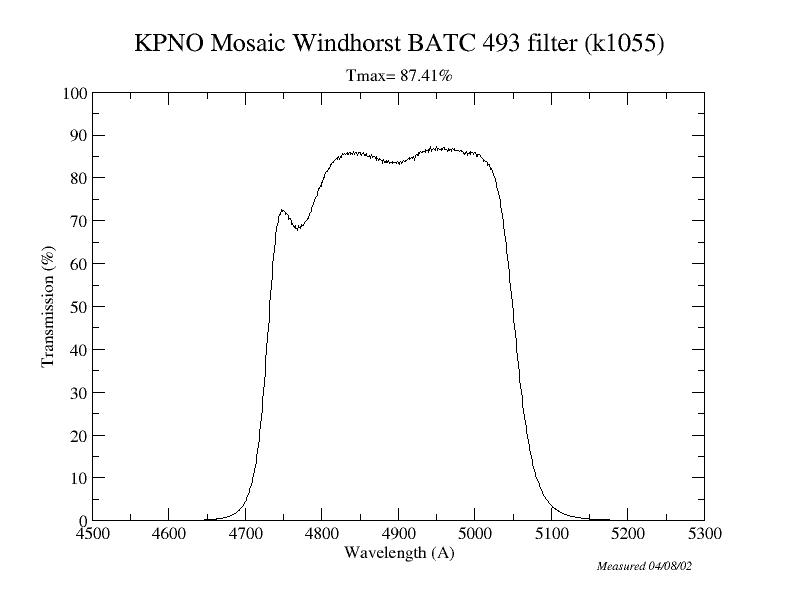 KPNO Mosaic Windhorst BATC 493 filter (k1055)
Tmax= 87.41%
100
90
80
70
60
50
40
30
20
10
0
Transmission (%)
4500 4600 4700 4800 4900 5000 5100 5200 5300
Wavelength (A)
Measured 04/08/02